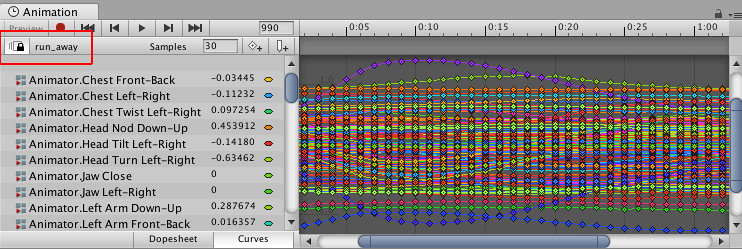 Animation
Preview 990 0:05 0:10 0:15 0:20 0:25 1:00
run_away Samples 30
Animator.Chest Front-Back -0.03445
Animator.Chest Left-Right -0.11232
Animator.Chest Twist Left-Right 0.097254
Animator.Head Nod Down-Up 0.453912
Animator.Head Tilt Left-Right -0.14180
Animator.Head Turn Left-Right -0.63462
Animator.Jaw Close 0
Animator.Jaw Left-Right 0
Animator.Left Arm Down-Up 0.287674
Animator.Left Arm Front-Back 0.016357
Dopesheet Curves